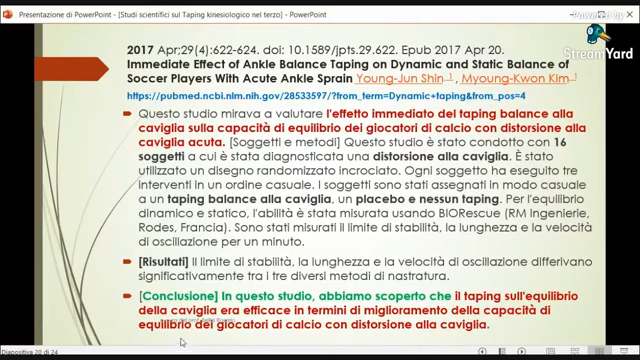 Presentazione di PowerPoint - [Studi scientifici sul Taping kinesiologico nel terzo] - PowerPoint
Powered by
StreamYard
2017 Apr;29(4):622-624. doi: 10.1589/jpts.29.622. Epub 2017 Apr 20.
Immediate Effect of Ankle Balance Taping on Dynamic and Static Balance of
Soccer Players With Acute Ankle Sprain Young-Jun Shin 1, Myoung-Kwon Kim 1
https://pubmed.ncbi.nlm.nih.gov/28533597/?from_term=Dynamic+taping&from_pos=4
Questo studio mirava a valutare l'effetto immediato del taping balance alla
caviglia sulla capacità di equilibrio dei giocatori di calcio con distorsione alla
caviglia acuta. [Soggetti e metodi] Questo studio è stato condotto con 16
soggetti a cui è stata diagnosticata una distorsione alla caviglia. È stato
utilizzato un disegno randomizzato incrociato. Ogni soggetto ha eseguito tre
interventi in un ordine casuale. I soggetti sono stati assegnati in modo casuale
a un taping balance alla caviglia, un placebo e nessun taping. Per l'equilibrio
dinamico e statico, l'abilità è stata misurata usando BIORescue (RM Ingenierie,
Rodes, Francia). Sono stati misurati il limite di stabilità, la lunghezza e la velocità
di oscillazione per un minuto.
[Risultati] Il limite di stabilità, la lunghezza e la velocità di oscillazione differivano
significativamente tra i tre diversi metodi di nastratura.
[Conclusione] In questo studio, abbiamo scoperto che il taping sull'equilibrio
della caviglia era efficace in termini di miglioramento della capacità di
equilibrio dei giocatori di calcio con distorsione alla caviglia.
Diapositiva 20 di 24